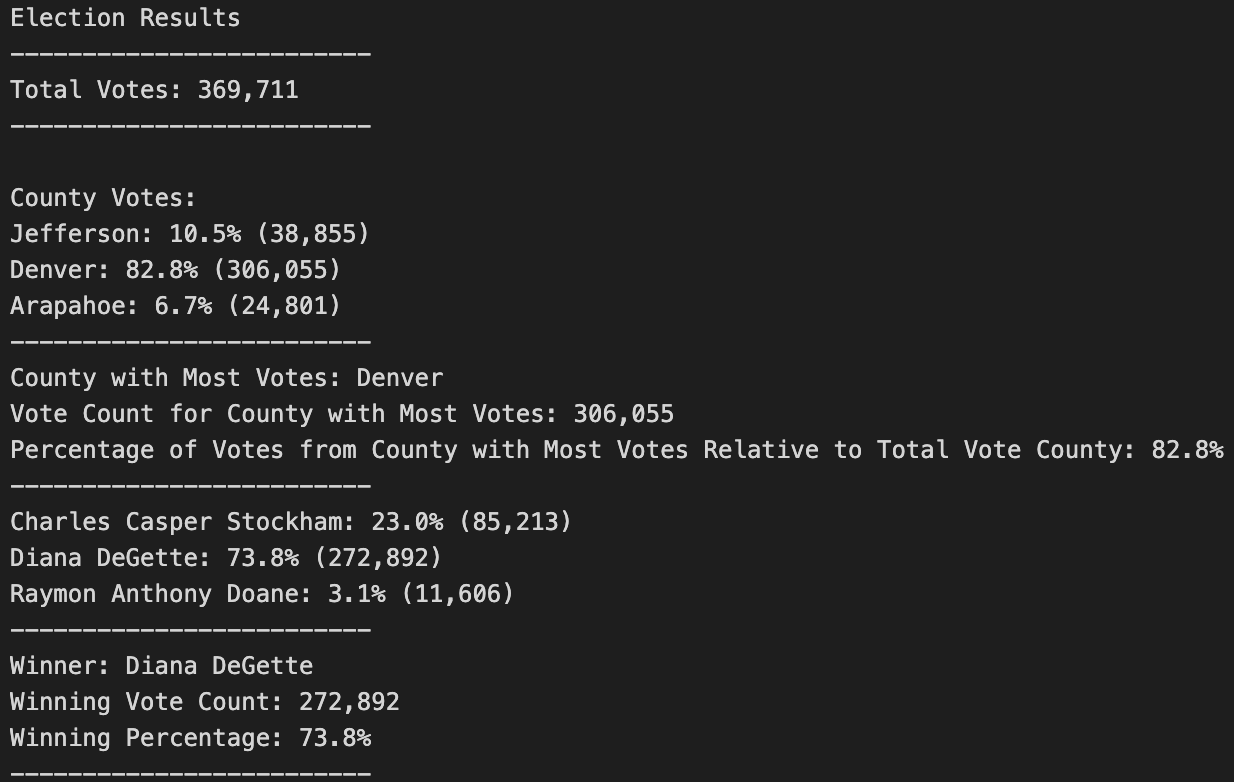 Election Results
-------------------------
Total Votes: 369,711
-------------------------
County Votes:
Jefferson: 10.5% (38,855)
Denver: 82.8% (306,055)
Arapahoe: 6.7% (24,801)
-------------------------
County with Most Votes: Denver
Vote Count for County with Most Votes: 306,055
Percentage of Votes from County with Most Votes Relative to Total Vote County: 82.8%
-------------------------
Charles Casper Stockham: 23.0% (85,213)
Diana DeGette: 73.8% (272,892)
Raymon Anthony Doane: 3.1% (11,606)
-------------------------
Winner: Diana DeGette
Winning Vote Count: 272,892
Winning Percentage: 73.8%
-------------------------